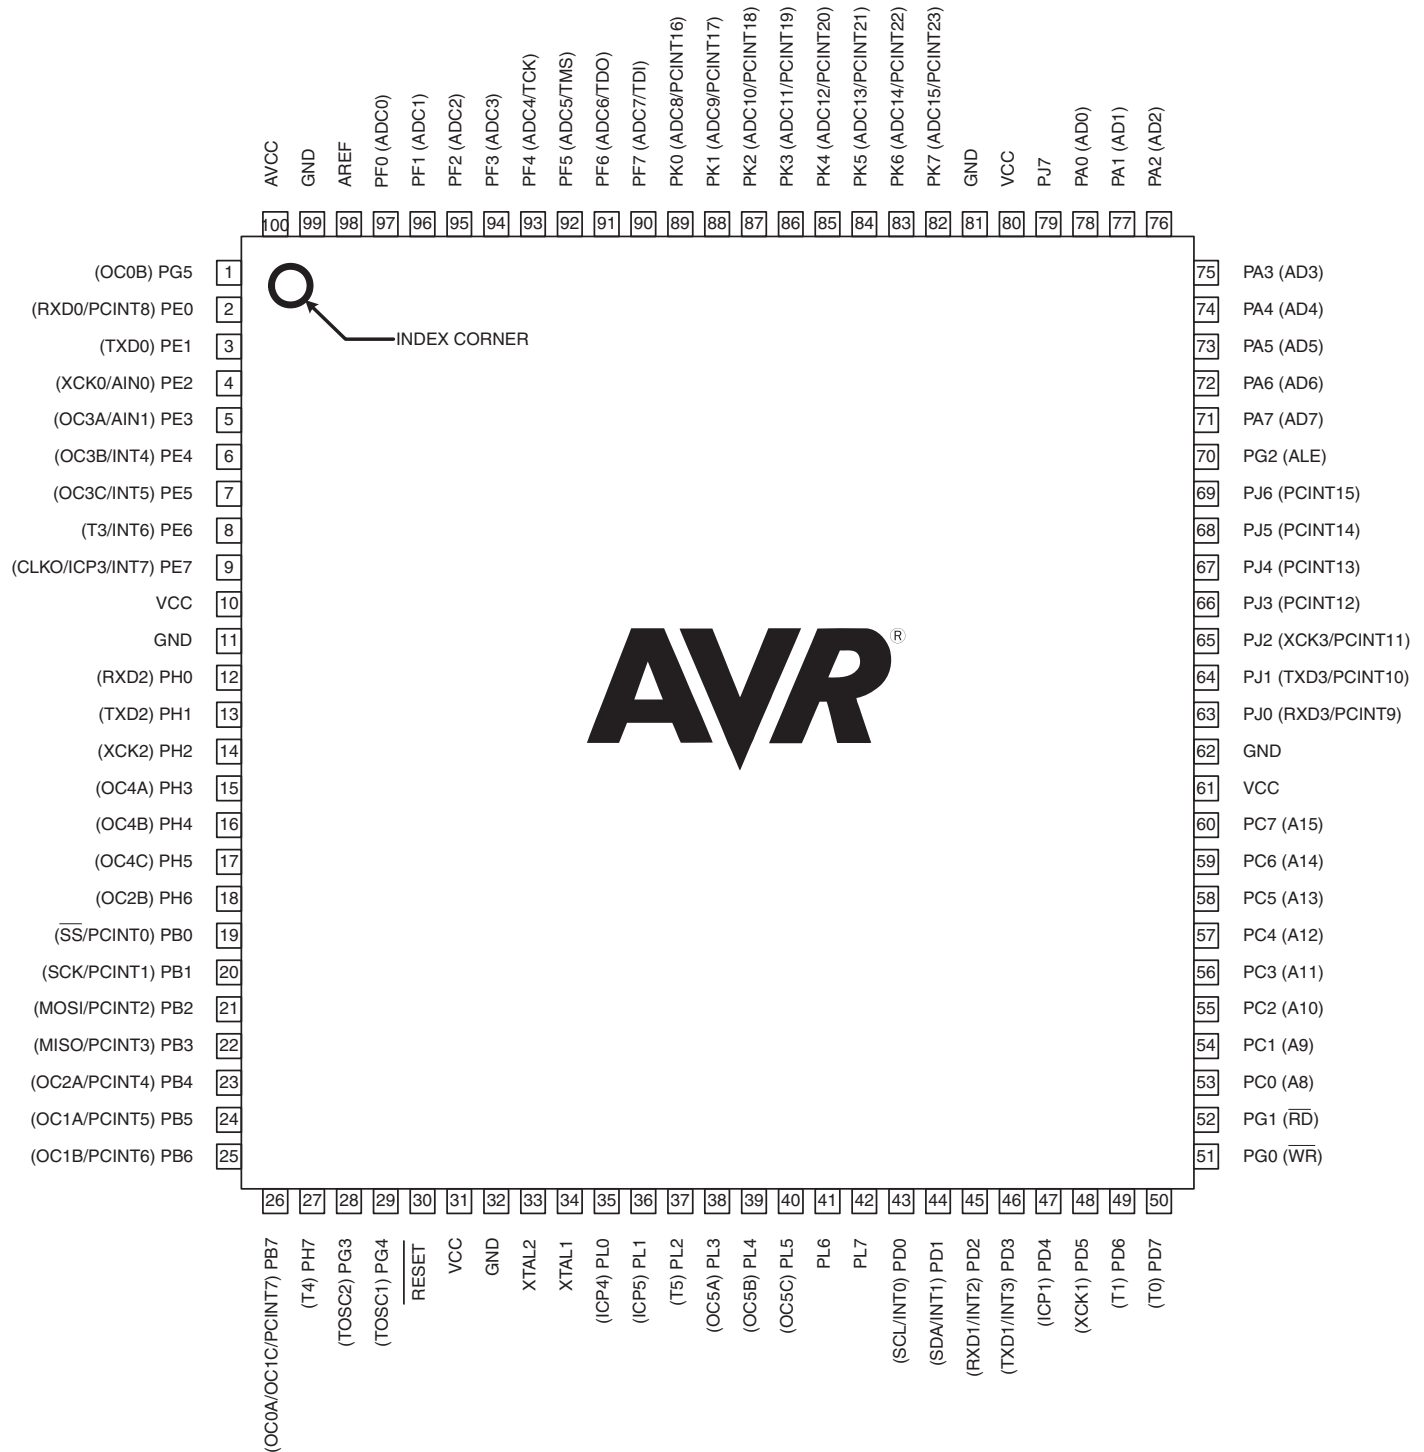 AVCC
GND
AREF
PF0 (ADC0)
PF1 (ADC1)
PF2 (ADC2)
PF3 (ADC3)
PF4 (ADC4/TCK)
PF5 (ADC5/TMS)
PF6 (ADC6/TDO)
PF7 (ADC7/TDI)
PK0 (ADC8/PCINT16)
PK1 (ADC9/PCINT17)
PK2 (ADC10/PCINT18)
PK3 (ADC11/PCINT19)
PK4 (ADC12/PCINT20)
PK5 (ADC13/PCINT21)
PK6 (ADC14/PCINT22)
PK7 (ADC15/PCINT23)
GND
VCC
PJ7
PA0 (AD0)
PA1 (AD1)
PA2 (AD2)
100 99 98 97 96 95 94 93 92 91 90 89 88 87 86 85 84 83 82 81 80 79 78 77 76
(OC0B) PG5 1
(RXD0/PCINT8) PE0 2
(TXD0) PE1 3
(XCK0/AIN0) PE2 4
(OC3A/AIN1) PE3 5
(OC3B/INT4) PE4 6
(OC3C/INT5) PE5 7
(T3/INT6) PE6 8
(CLKO/ICP3/INT7) PE7 9
VCC 10
GND 11
(RXD2) PH0 12
(TXD2) PH1 13
(XCK2) PH2 14
(OC4A) PH3 15
(OC4B) PH4 16
(OC4C) PH5 17
(OC2B) PH6 18
(SS/PCINT0) PB0 19
(SCK/PCINT1) PB1 20
(MOSI/PCINT2) PB2 21
(MISO/PCINT3) PB3 22
(OC2A/PCINT4) PB4 23
(OC1A/PCINT5) PB5 24
(OC1B/PCINT6) PB6 25
INDEX CORNER
AVR®
75 PA3 (AD3)
74 PA4 (AD4)
73 PA5 (AD5)
72 PA6 (AD6)
71 PA7 (AD7)
70 PG2 (ALE)
69 PJ6 (PCINT15)
68 PJ5 (PCINT14)
67 PJ4 (PCINT13)
66 PJ3 (PCINT12)
65 PJ2 (XCK3/PCINT11)
64 PJ1 (TXD3/PCINT10)
63 PJ0 (RXD3/PCINT9)
62 GND
61 VCC
60 PC7 (A15)
59 PC6 (A14)
58 PC5 (A13)
57 PC4 (A12)
56 PC3 (A11)
55 PC2 (A10)
54 PC1 (A9)
53 PC0 (A8)
52 PG1 (RD)
51 PG0 (WR)
26 27 28 29 30 31 32 33 34 35 36 37 38 39 40 41 42 43 44 45 46 47 48 49 50
(OC0A/OC1C/PCINT7) PB7
(T4) PH7
(TOSC2) PG3
(TOSC1) PG4
RESET
VCC
GND
XTAL2
XTAL1
(ICP4) PL0
(ICP5) PL1
(T5) PL2
(OC5A) PL3
(OC5B) PL4
(OC5C) PL5
PL6
PL7
(SCL/INT0) PD0
(SDA/INT1) PD1
(RXD1/INT2) PD2
(TXD1/INT3) PD3
(ICP1) PD4
(XCK1) PD5
(T1) PD6
(T0) PD7